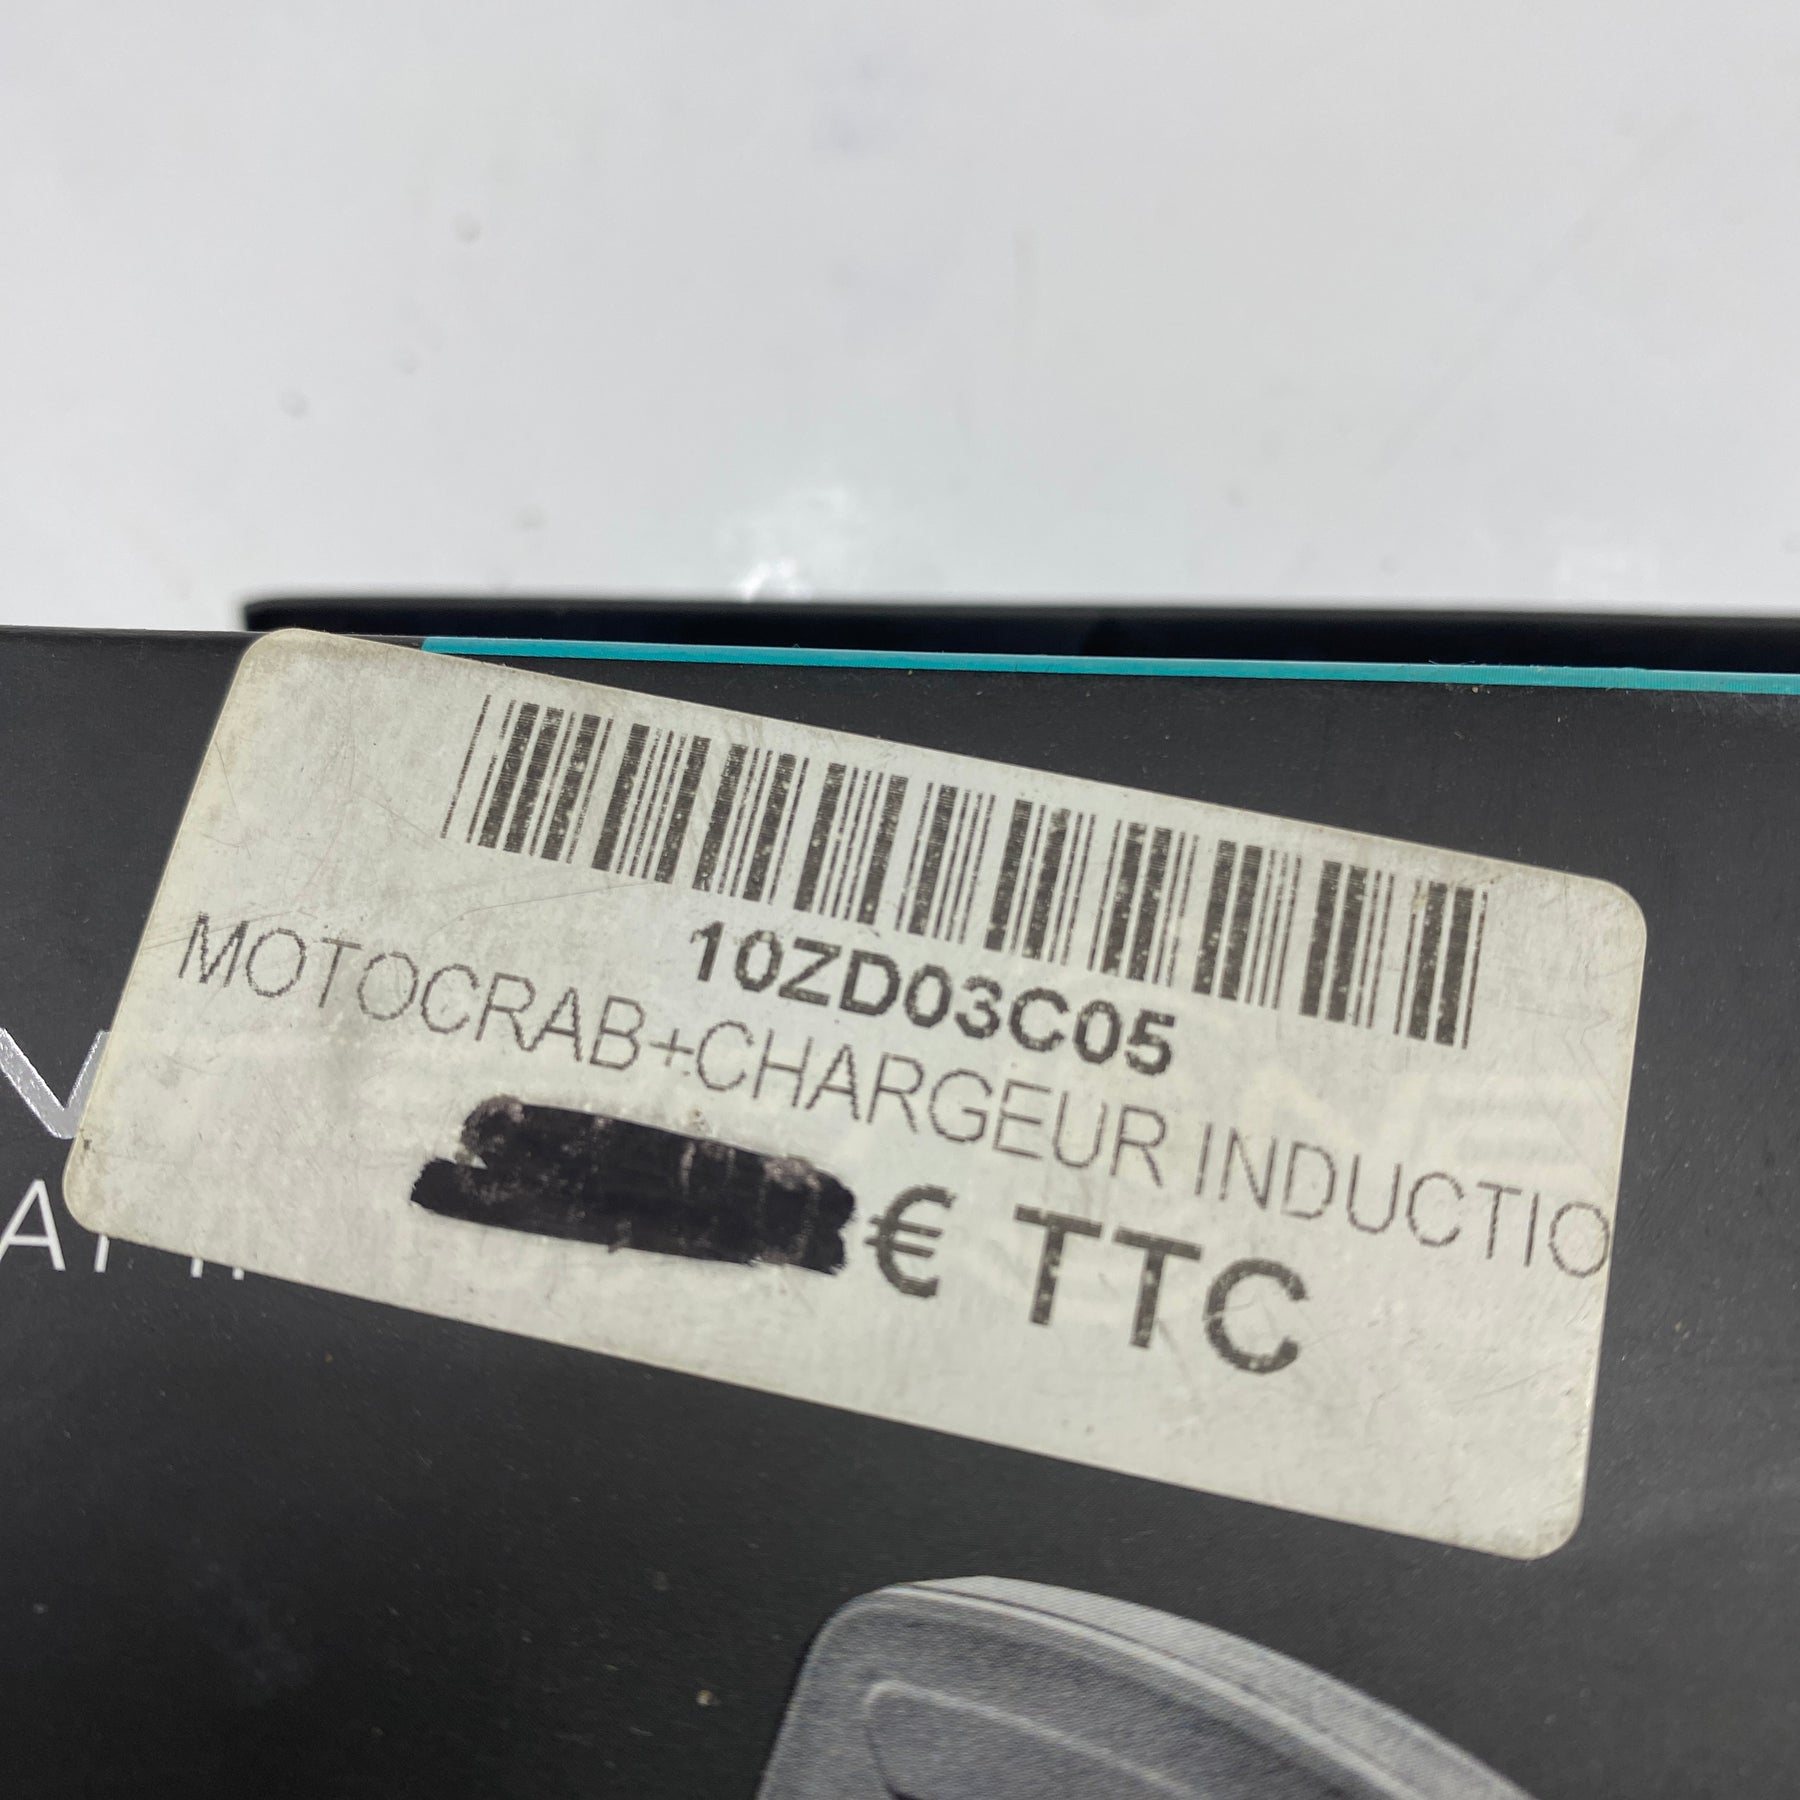 10ZD03C05
MOTOCRAB+CHARGEUR INDUCTIO
€ TTC